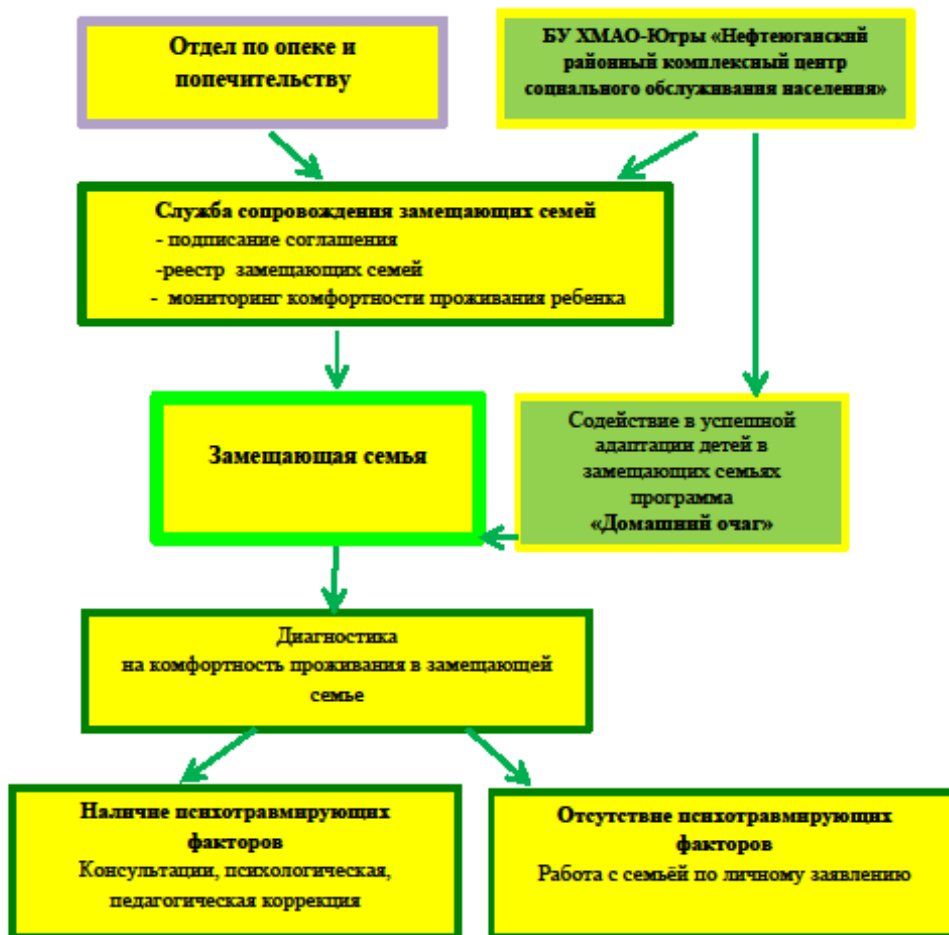 Отдел по опеке и
попечительству
БУ ХМАО-Югры «Нефтеюганский
районный комплексный центр
социального обслуживания населения»
Служба сопровождения замещающих семей
- подписание соглашения
-реестр замещающих семей
- мониторинг комфортности проживания ребенка
Замещающая семья
Содействие в успешной
адаптации детей в
замещающих семьях
программа
«Домашний очаг»
Диагностика
на комфортность проживания в замещающей
семье
Наличие психотравмирующих
факторов
Консультации, психологическая,
педагогическая коррекция
Отсутствие психотравмирующих
факторов
Работа с семьёй по личному заявлению